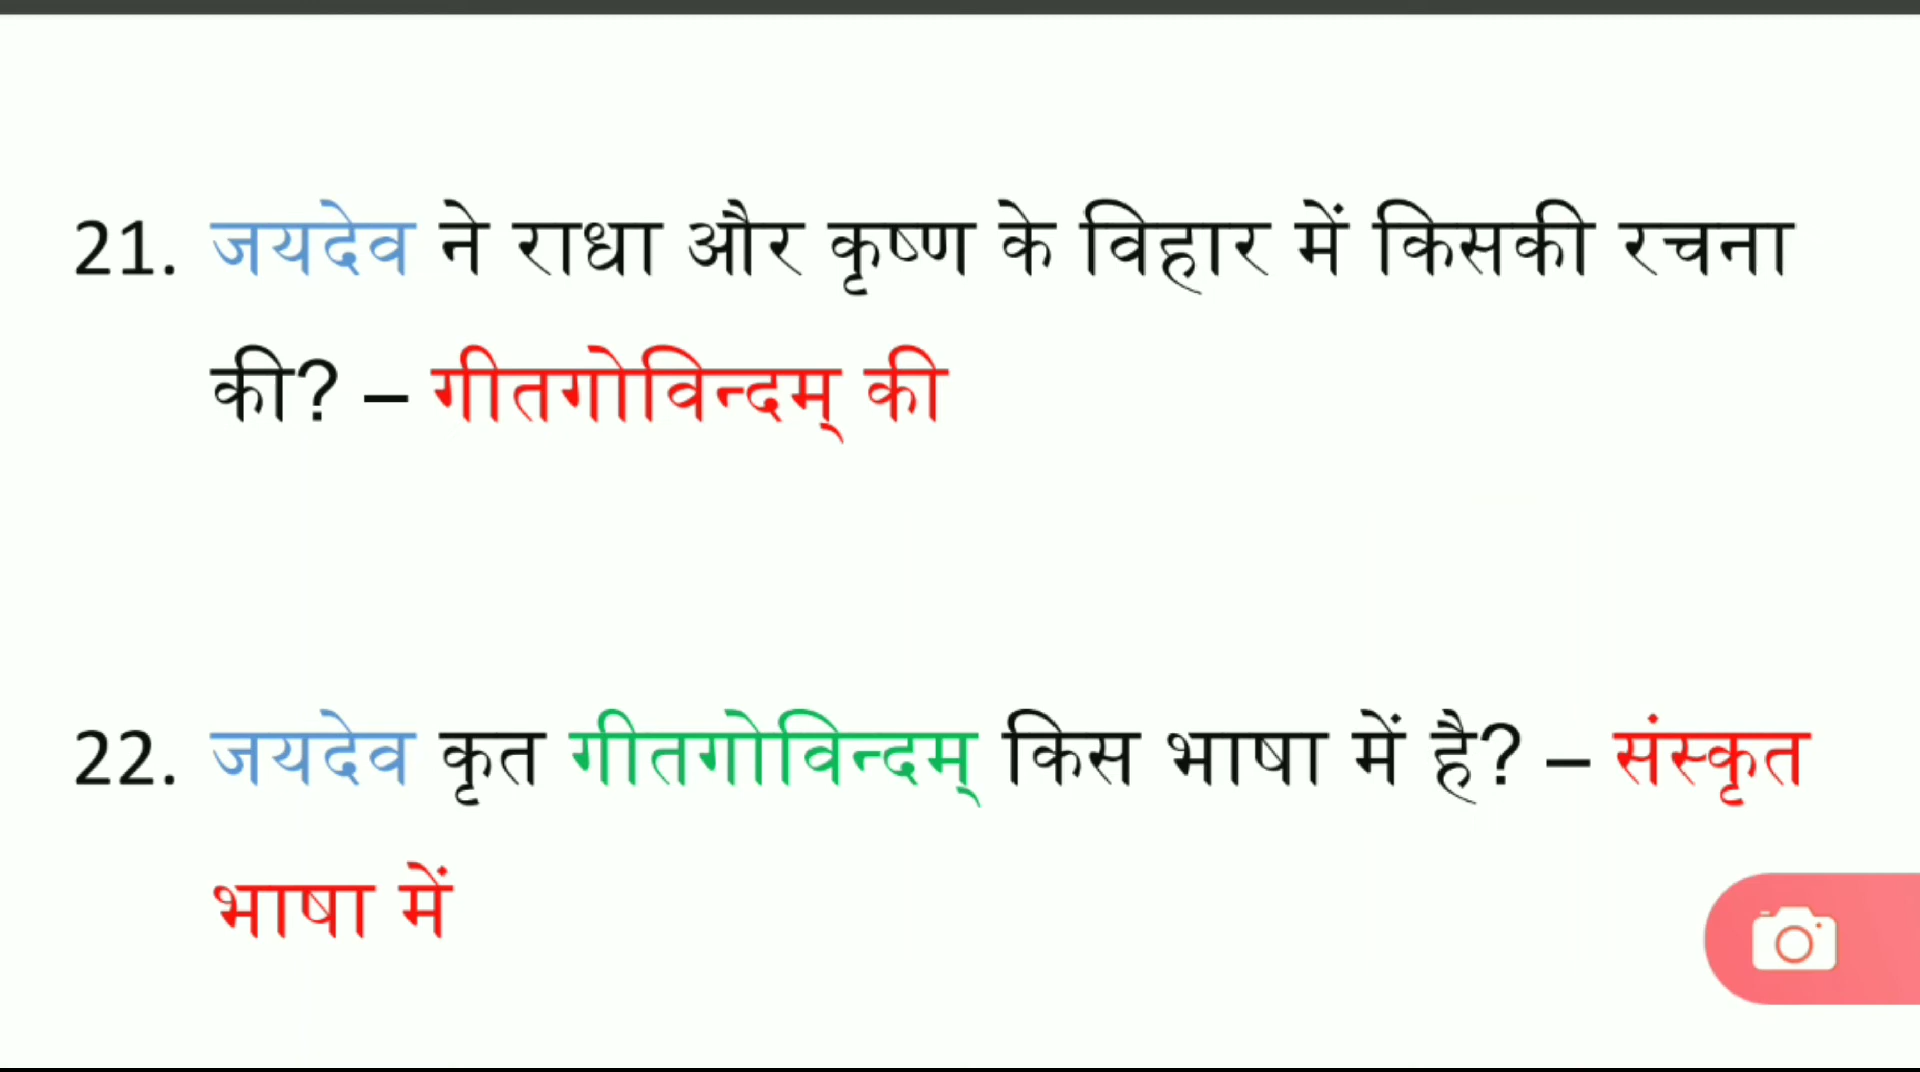 21. जयदेव ने राधा और कृष्ण के विहार में किसकी रचना
की? – गीतगोविन्दम् की
22. जयदेव कृत गीतगोविन्दम् किस भाषा में है? – संस्कृत
भाषा में